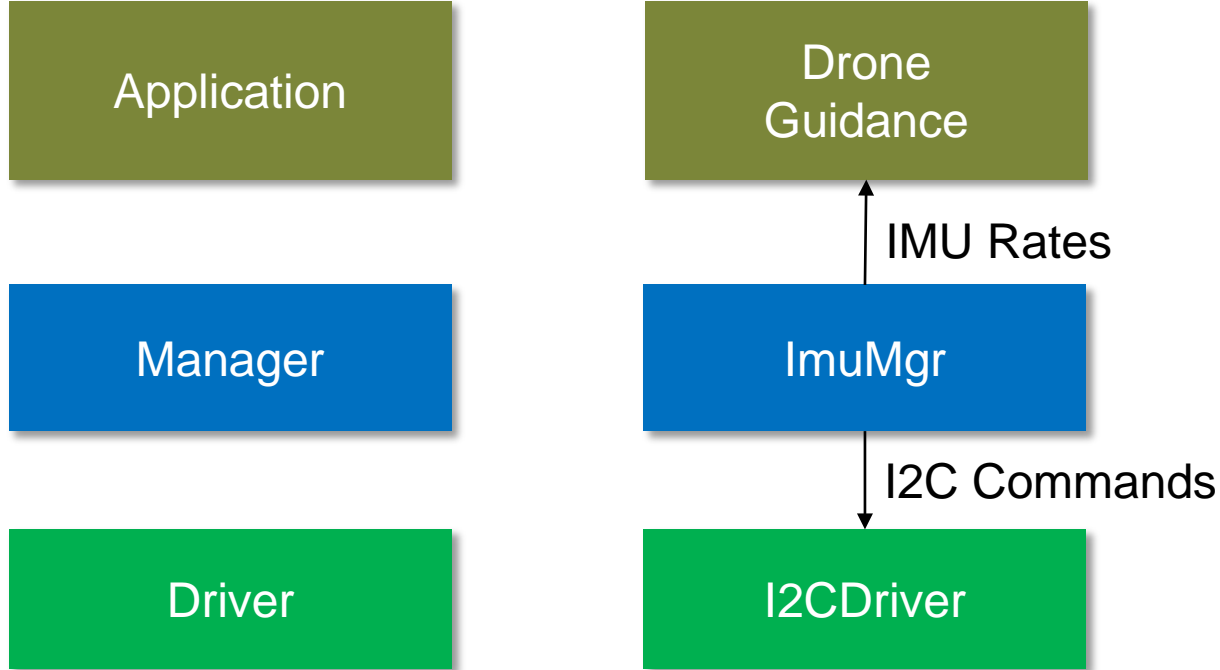 Application
Drone
Guidance
IMU Rates
Manager
ImuMgr
I2C Commands
Driver
I2CDriver